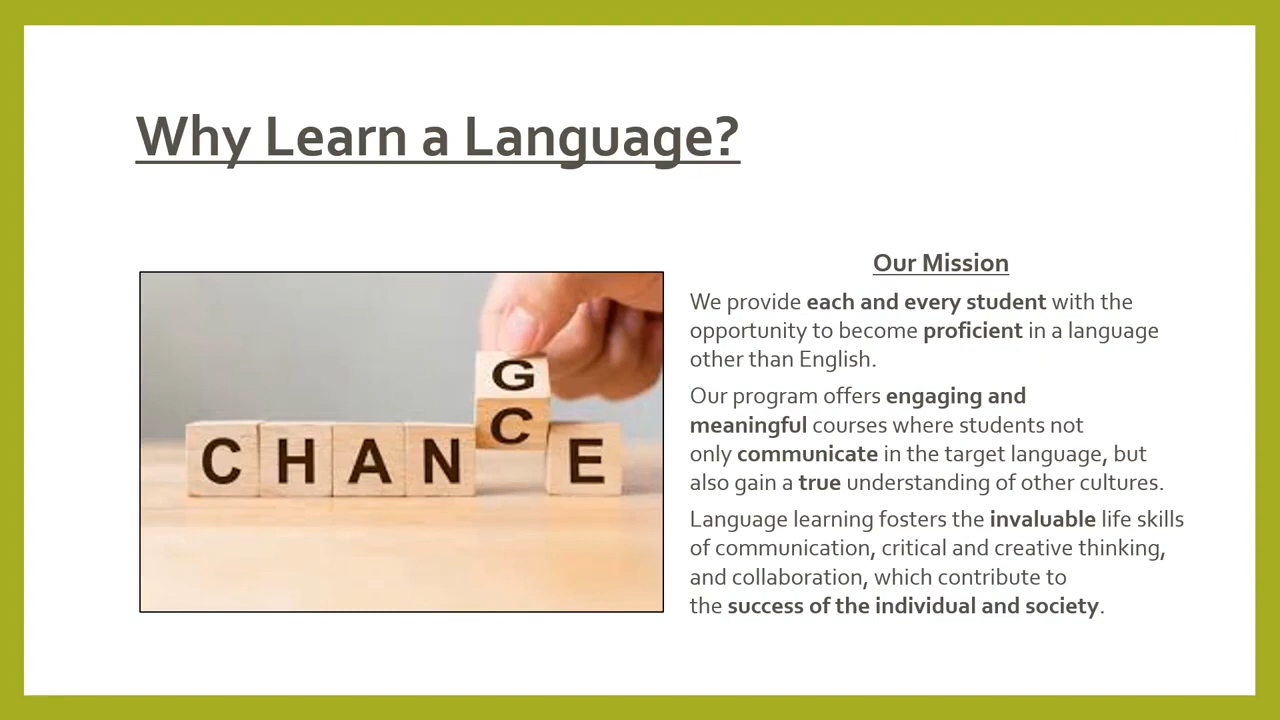 Why Learn a Language?
G
CHANCE
Our Mission
We provide each and every student with the
opportunity to become proficient in a language
other than English.
Our program offers engaging and
meaningful courses where students not
only communicate in the target language, but
also gain a true understanding of other cultures.
Language learning fosters the invaluable life skills
of communication, critical and creative thinking,
and collaboration, which contribute to
the success of the individual and society.